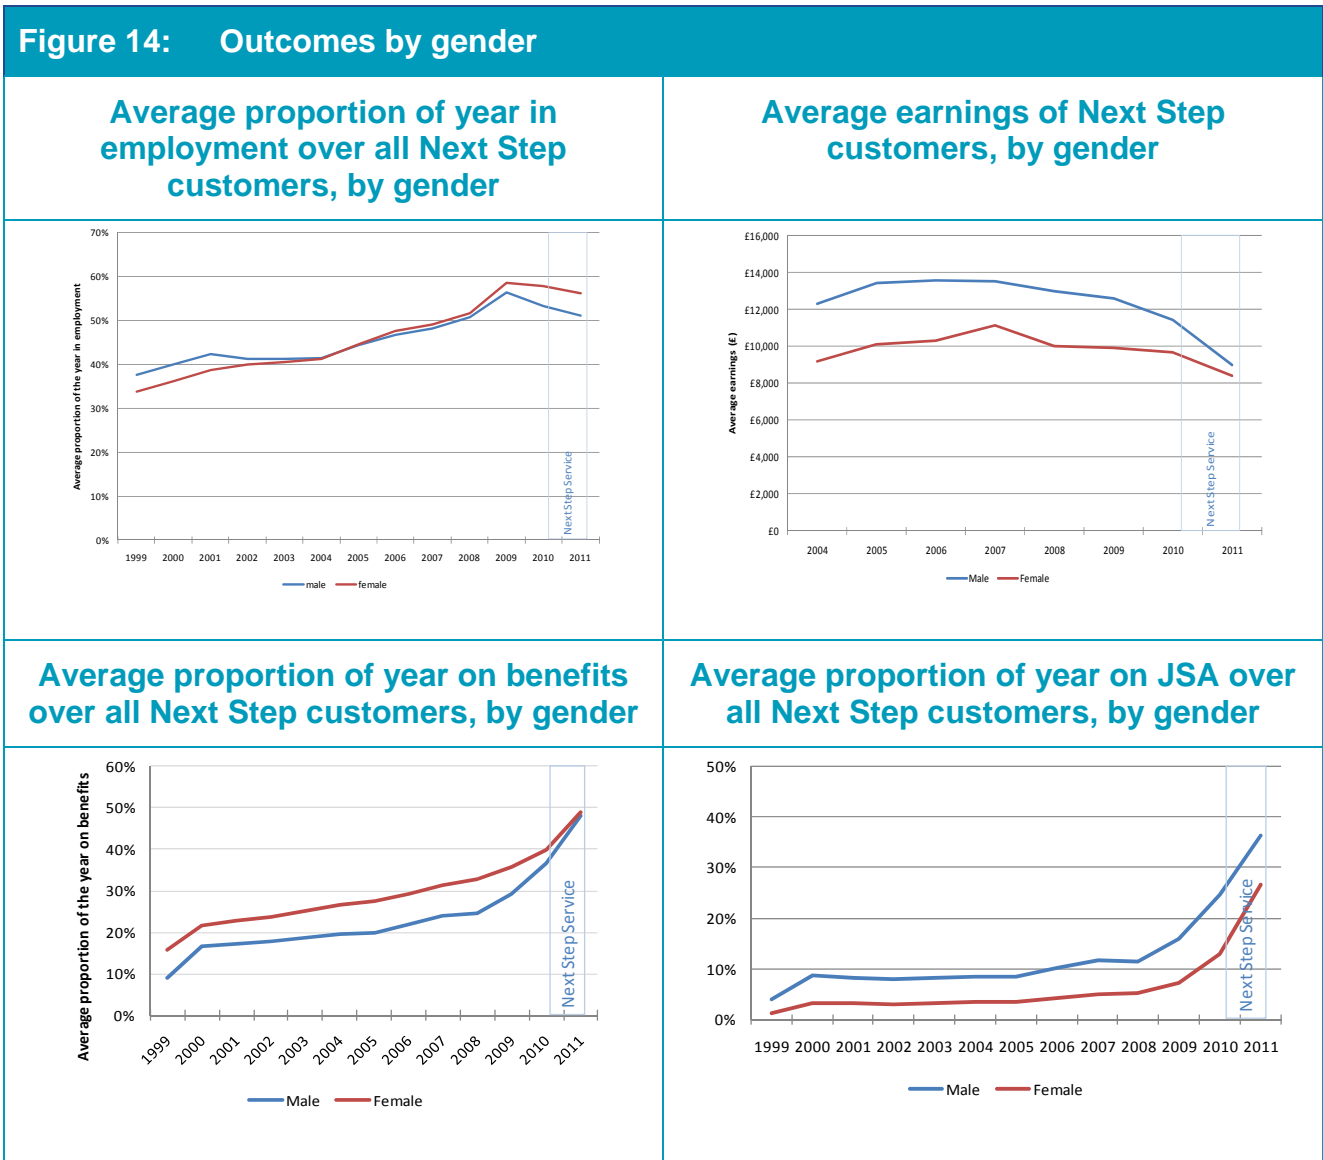 Figure 14: Outcomes by gender
Average proportion of year in
employment over all Next Step
customers, by gender
Average earnings of Next Step
customers, by gender
Average proportion of the year in employment
70%
60%
50%
40%
30%
20%
10%
0%
Next Step Service
1999 2000 2001 2002 2003 2004 2005 2006 2007 2008 2009 2010 2011
male female
Average earnings (£)
£16,000
£14,000
£12,000
£10,000
£8,000
£6,000
£4,000
£2,000
£0
Next Step Service
2004 2005 2006 2007 2008 2009 2010 2011
Male Female
Average proportion of year on benefits
over all Next Step customers, by gender
Average proportion of year on JSA over
all Next Step customers, by gender
Average proportion of the year on benefits
60%
50%
40%
30%
20%
10%
0%
Next Step Service
1999 2000 2001 2002 2003 2004 2005 2006 2007 2008 2009 2010 2011
Male Female
50%
40%
30%
20%
10%
0%
Next Step Service
1999 2000 2001 2002 2003 2004 2005 2006 2007 2008 2009 2010 2011
Male Female